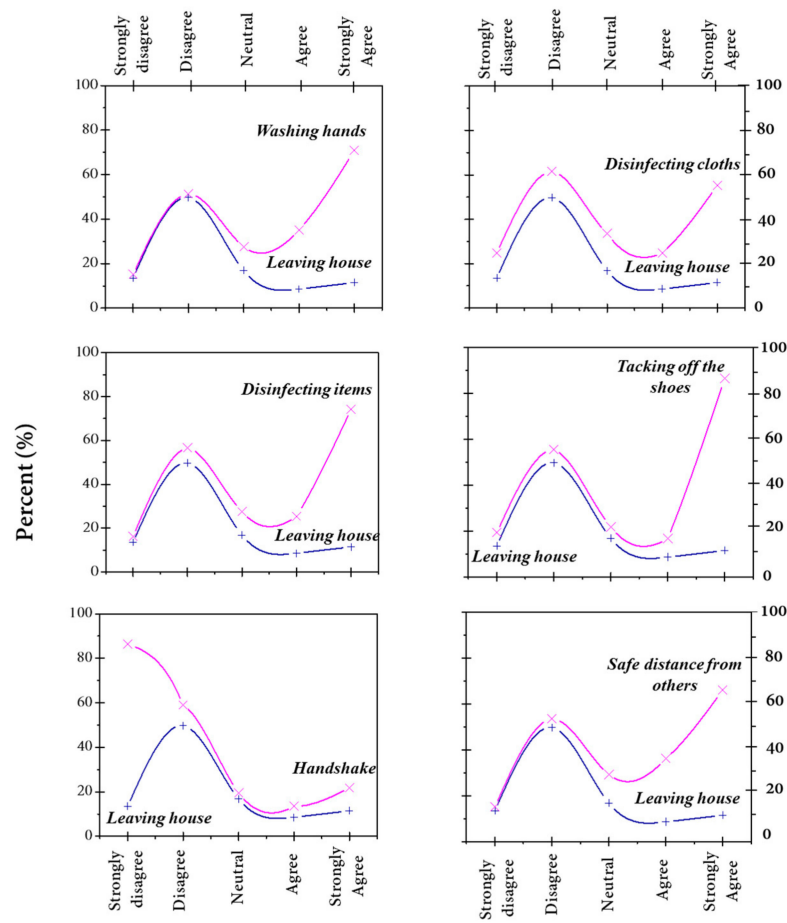 Strongly
disagree
Disagree
Neutral
Agree
Strongly
Agree
Strongly
disagree
Disagree
Neutral
Agree
Strongly
Agree
100
80
60
40
20
0
Washing hands
Leaving house
100
80
60
40
20
0
Disinfecting cloths
Leaving house
Percent (%)
100
80
60
40
20
0
Disinfecting items
Leaving house
100
80
60
40
20
0
Tacking off the
shoes
Leaving house
100
80
60
40
20
0
Handshake
Leaving house
100
80
60
40
20
0
Safe distance from
others
Leaving house
Strongly
disagree
Disagree
Neutral
Agree
Strongly
Agree
Strongly
disagree
Disagree
Neutral
Agree
Strongly
Agree